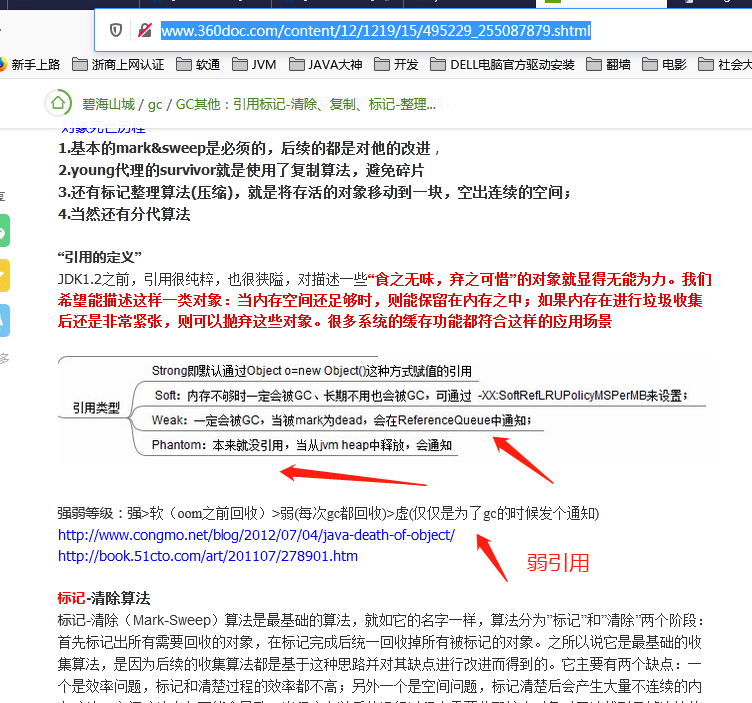 www.360doc.com/content/12/1219/15/495229_255087879.shtml
新手上路 浙商上网认证 软通 JVM JAVA大神 开发 DELL电脑官方驱动安装 翻墙 电影 社会大
碧海山城 / gc / GC其他：引用标记-清除、复制、标记-整理...
对象死亡历程
1.基本的mark&sweep是必须的，后续的都是对他的改进，
2.young代理的survivor就是使用了复制算法，避免碎片
3.还有标记整理算法(压缩)，就是将存活的对象移动到一块，空出连续的空间；
4.当然还有分代算法
“引用的定义”
JDK1.2之前，引用很纯粹，也很狭隘，对描述一些“食之无味，弃之可惜”的对象就显得无能为力。我们
希望能描述这样一类对象：当内存空间还足够时，则能保留在内存之中；如果内存在进行垃圾收集
后还是非常紧张，则可以抛弃这些对象。很多系统的缓存功能都符合这样的应用场景
引用类型
Strong即默认通过Object o=new Object()这种方式赋值的引用
Soft：内存不够时一定会被GC、长期不用也会被GC，可通过 -XX:SoftRefLRUPolicyMSPerMB来设置；
Weak：一定会被GC，当被mark为dead，会在ReferenceQueue中通知；
Phantom：本来就没引用，当从jvm heap中释放，会通知
强弱等级：强>软（oom之前回收）>弱(每次gc都回收)>虚(仅仅是为了gc的时候发个通知)
http://www.congmo.net/blog/2012/07/04/java-death-of-object/
http://book.51cto.com/art/201107/278901.htm
弱引用
标记-清除算法
标记-清除（Mark-Sweep）算法是最基础的算法，就如它的名字一样，算法分为”标记”和”清除”两个阶段：
首先标记出所有需要回收的对象，在标记完成后统一回收掉所有被标记的对象。之所以说它是最基础的收
集算法，是因为后续的收集算法都是基于这种思路并对其缺点进行改进而得到的。它主要有两个缺点：一
个是效率问题，标记和清楚过程的效率都不高；另外一个是空间问题，标记清楚后会产生大量不连续的内